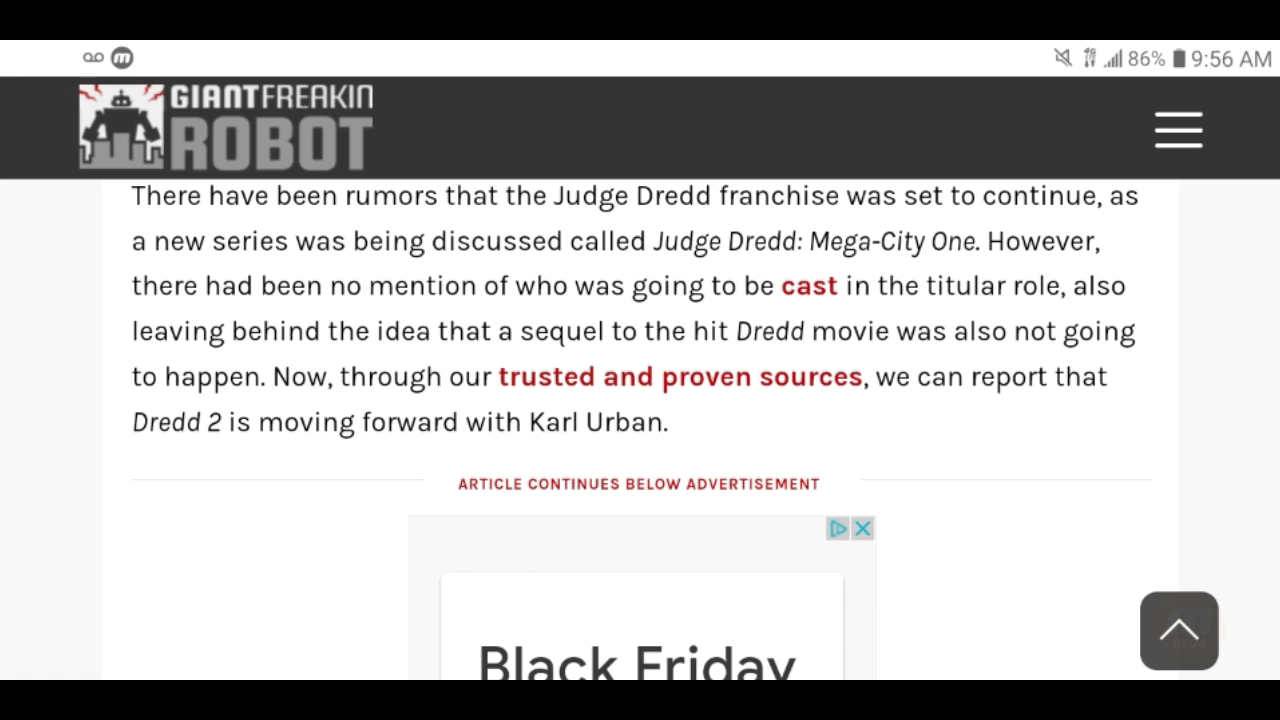 86% 9:56 AM
GIANTFREAKIN
ROBOT
There have been rumors that the Judge Dredd franchise was set to continue, as
a new series was being discussed called Judge Dredd: Mega-City One. However,
there had been no mention of who was going to be cast in the titular role, also
leaving behind the idea that a sequel to the hit Dredd movie was also not going
to happen. Now, through our trusted and proven sources, we can report that
Dredd 2 is moving forward with Karl Urban.
ARTICLE CONTINUES BELOW ADVERTISEMENT
Black Friday